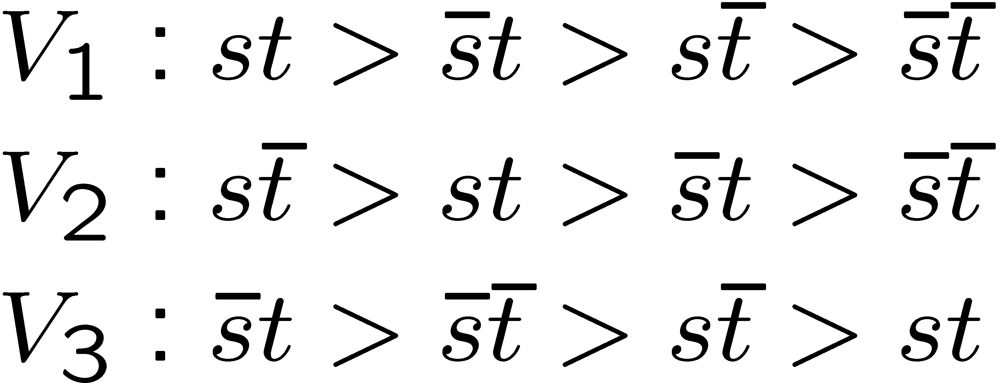 V₁ : st > s̅t > st̅ > s̅t̅
V₂ : st̅ > st > s̅t > s̅t̅
V₃ : s̅t > s̅t̅ > st̅ > st